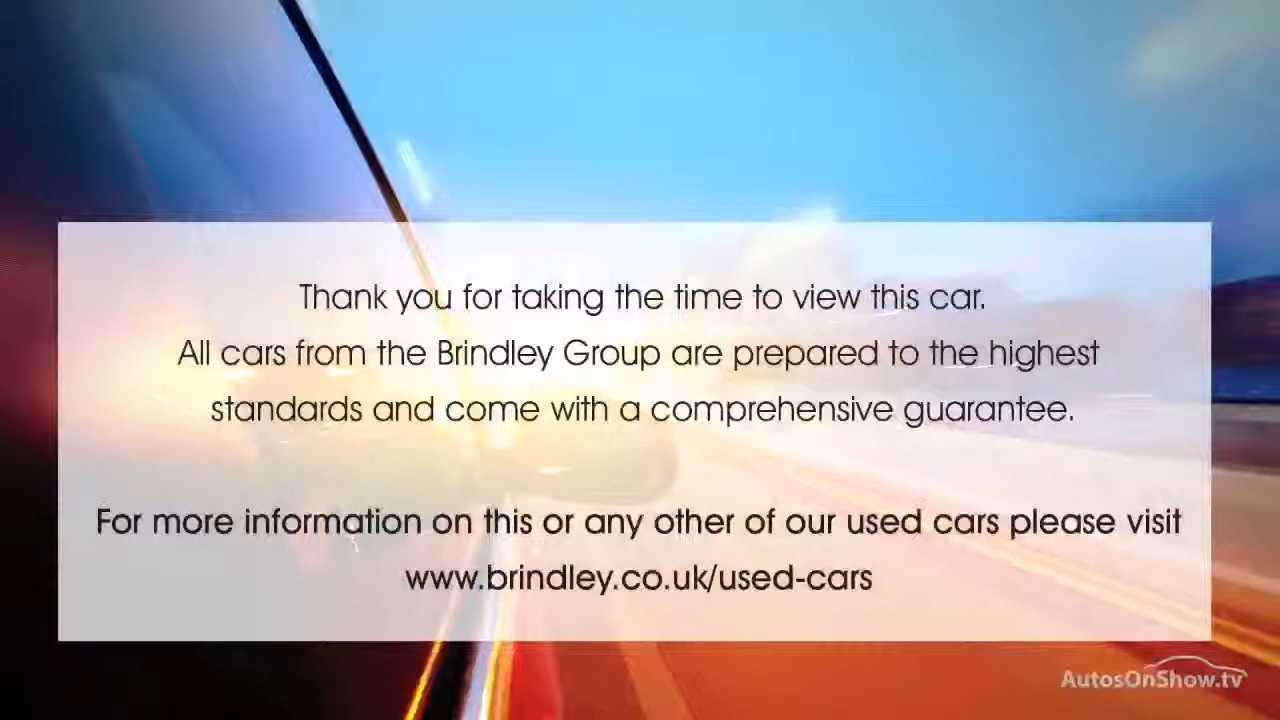 Thank you for taking the time to view this car.
All cars from the Brindley Group are prepared to the highest
standards and come with a comprehensive guarantee.
For more information on this or any other of our used cars please visit
www.brindley.co.uk/used-cars
AutosOnShow.tv